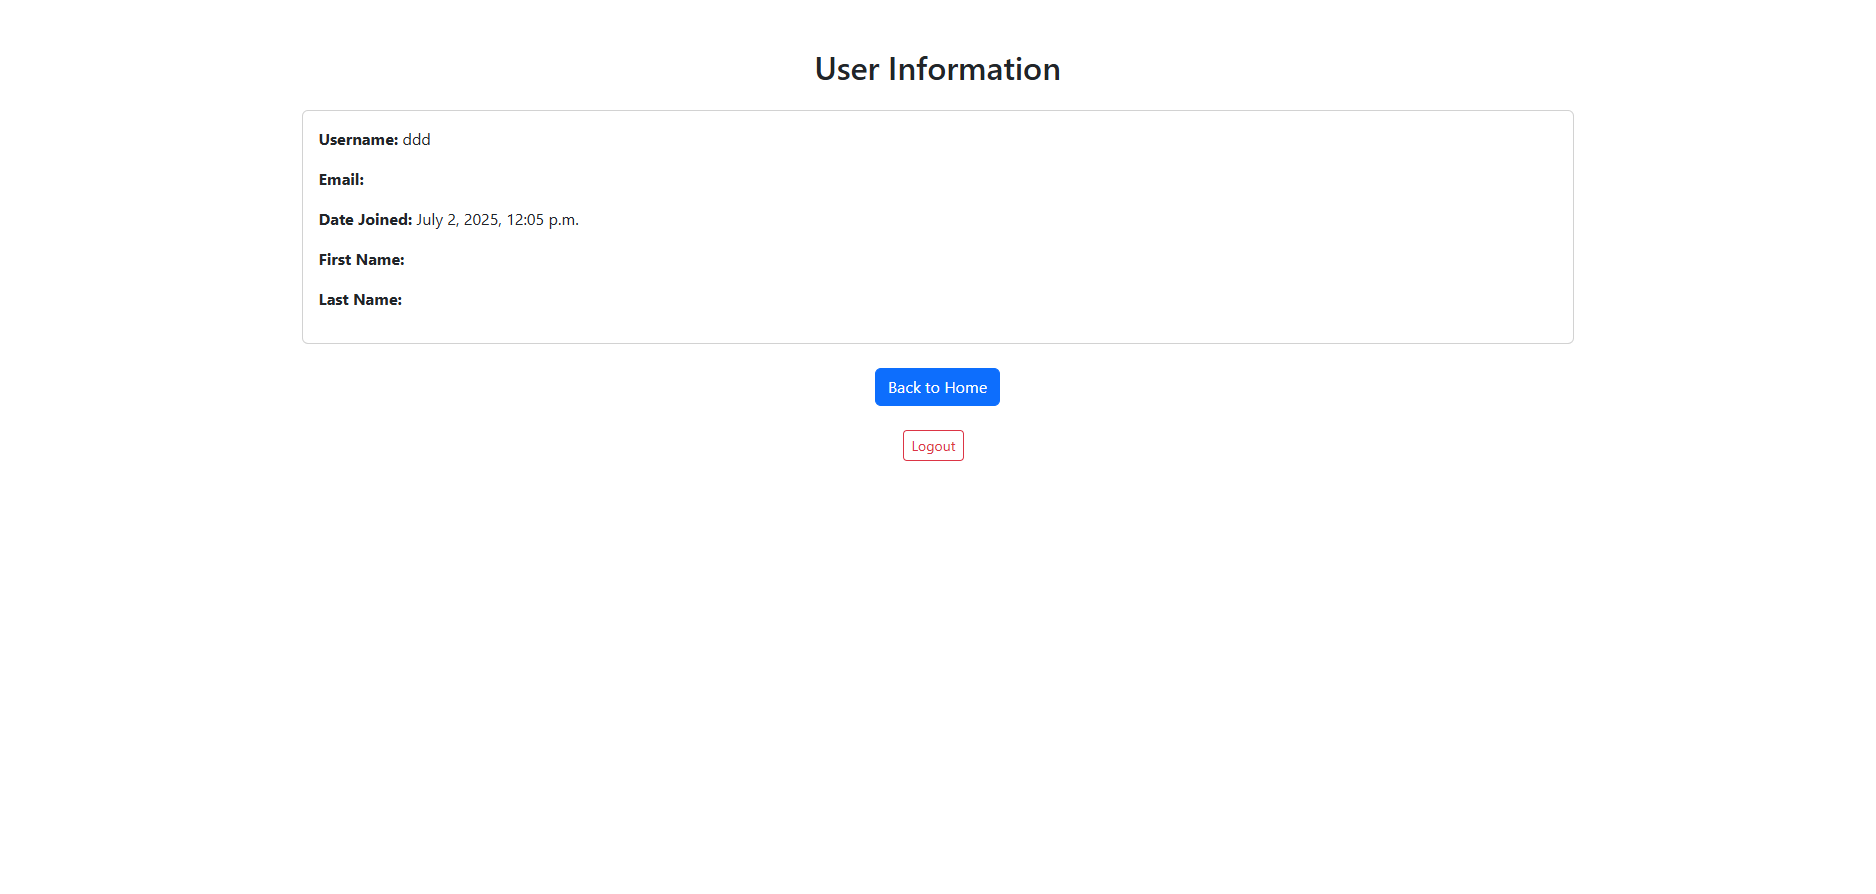 User Information
Username: ddd
Email:
Date Joined: July 2, 2025, 12:05 p.m.
First Name:
Last Name:
Back to Home
Logout